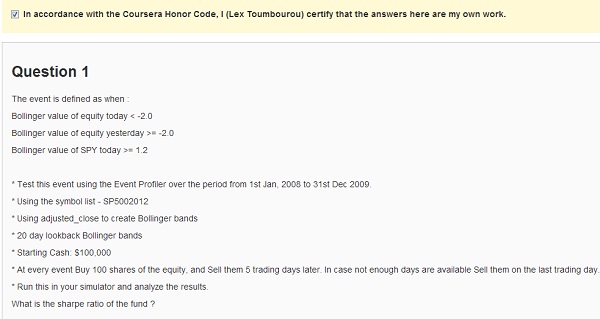 In accordance with the Coursera Honor Code, I (Lex Toumbourou) certify that the answers here are my own work.
Question 1
The event is defined as when :
Bollinger value of equity today < -2.0
Bollinger value of equity yesterday >= -2.0
Bollinger value of SPY today >= 1.2
* Test this event using the Event Profiler over the period from 1st Jan, 2008 to 31st Dec 2009.
* Using the symbol list - SP5002012
* Using adjusted_close to create Bollinger bands
* 20 day lookback Bollinger bands
* Starting Cash: $100,000
* At every event Buy 100 shares of the equity, and Sell them 5 trading days later. In case not enough days are available Sell them on the last trading day.
* Run this in your simulator and analyze the results.
What is the sharpe ratio of the fund ?